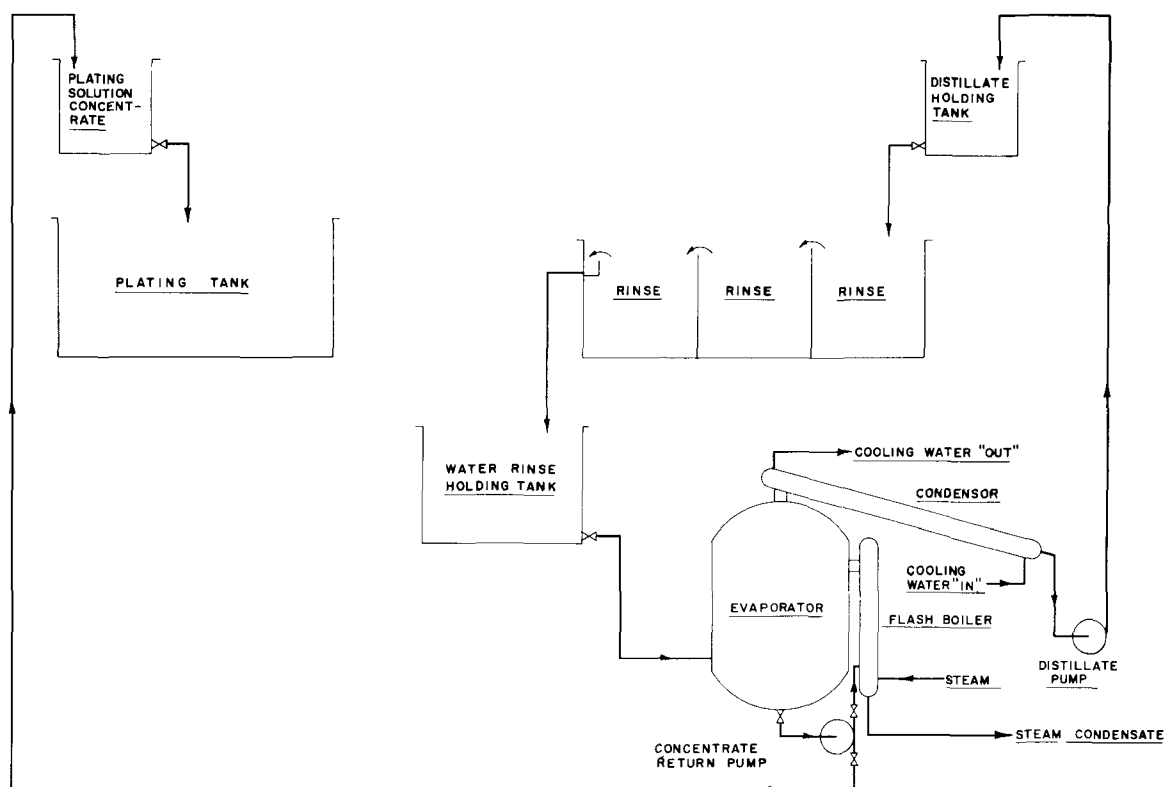 PLATING
SOLUTION
CONCENT-
RATE
DISTILLATE
HOLDING
TANK
PLATING TANK
RINSE
RINSE
RINSE
WATER RINSE
HOLDING TANK
COOLING WATER "OUT"
CONDENSOR
COOLING
WATER "IN"
EVAPORATOR
FLASH BOILER
DISTILLATE
PUMP
STEAM
STEAM CONDENSATE
CONCENTRATE
RETURN PUMP